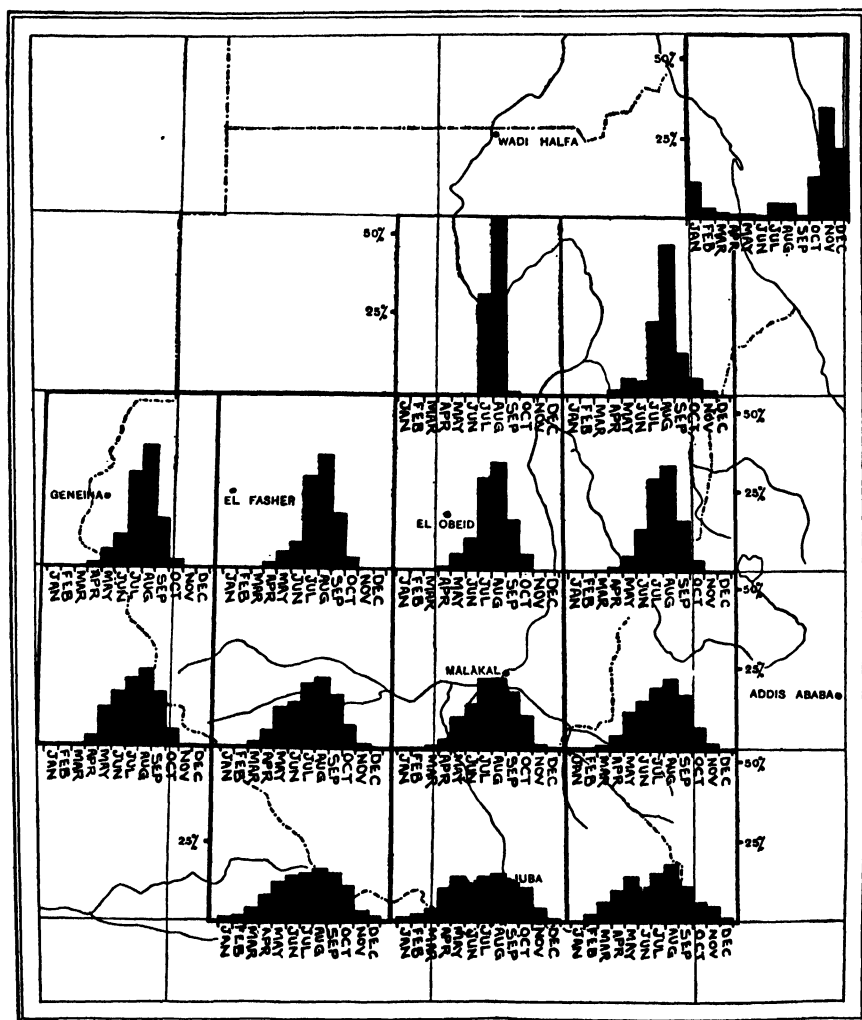 50%
25%
WADI HALFA
JAN FEB MAR APR MAY JUN JUL AUG SEP OCT NOV DEC
50%
25%
JAN FEB MAR APR MAY JUN JUL AUG SEP OCT NOV DEC
JAN FEB MAR APR MAY JUN JUL AUG SEP OCT NOV DEC
50%
25%
GENEINA
EL FASHER
EL OBEID
JAN FEB MAR APR MAY JUN JUL AUG SEP OCT NOV DEC
JAN FEB MAR APR MAY JUN JUL AUG SEP OCT NOV DEC
JAN FEB MAR APR MAY JUN JUL AUG SEP OCT NOV DEC
JAN FEB MAR APR MAY JUN JUL AUG SEP OCT NOV DEC
50%
25%
MALAKAL
ADDIS ABABA
JAN FEB MAR APR MAY JUN JUL AUG SEP OCT NOV DEC
JAN FEB MAR APR MAY JUN JUL AUG SEP OCT NOV DEC
JAN FEB MAR APR MAY JUN JUL AUG SEP OCT NOV DEC
JAN FEB MAR APR MAY JUN JUL AUG SEP OCT NOV DEC
50%
25%
25%
JUBA
JAN FEB MAR APR MAY JUN JUL AUG SEP OCT NOV DEC
JAN FEB MAR APR MAY JUN JUL AUG SEP OCT NOV DEC
JAN FEB MAR APR MAY JUN JUL AUG SEP OCT NOV DEC